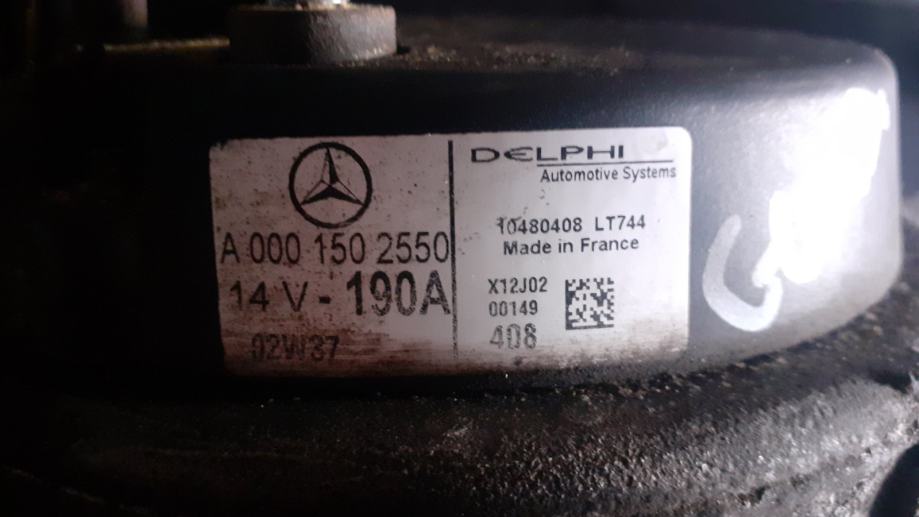 A 000 150 2550
14 V - 190A
02W37
DELPHI
Automotive Systems
10480408 LT744
Made in France
X12J02
00149
408